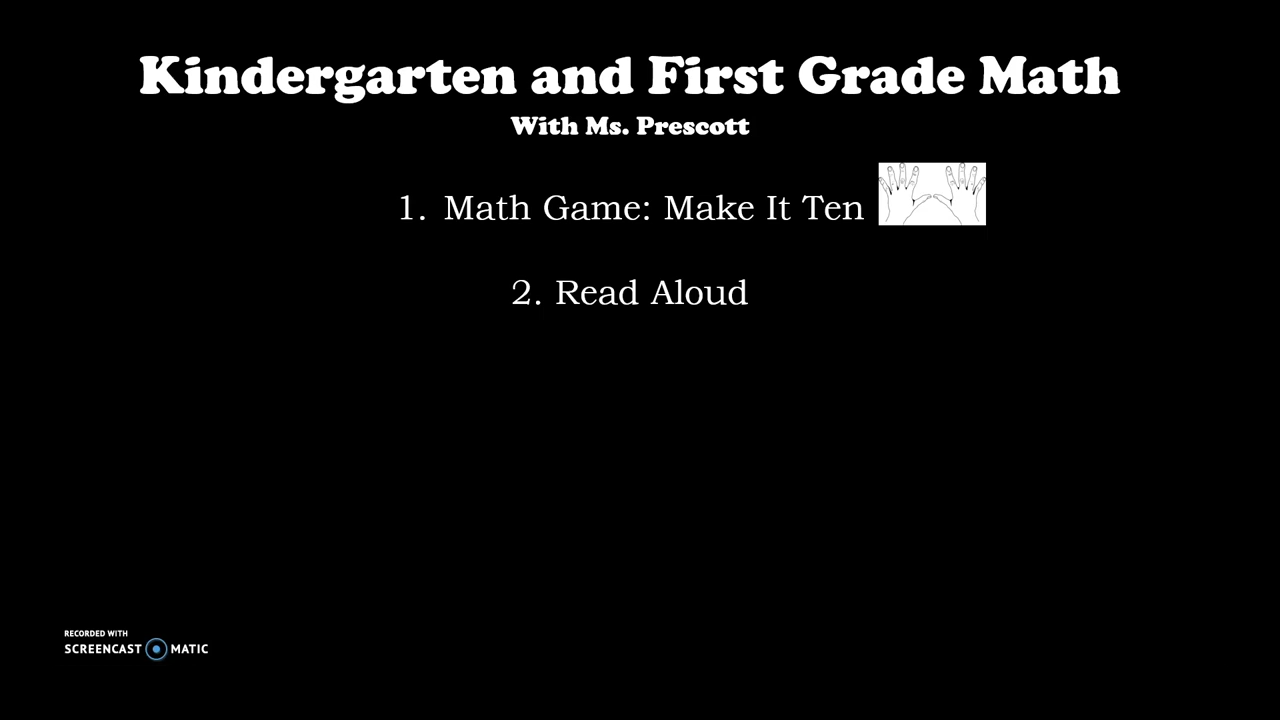 Kindergarten and First Grade Math
With Ms. Prescott
1. Math Game: Make It Ten
2. Read Aloud
RECORDED WITH
SCREENCAST MATIC